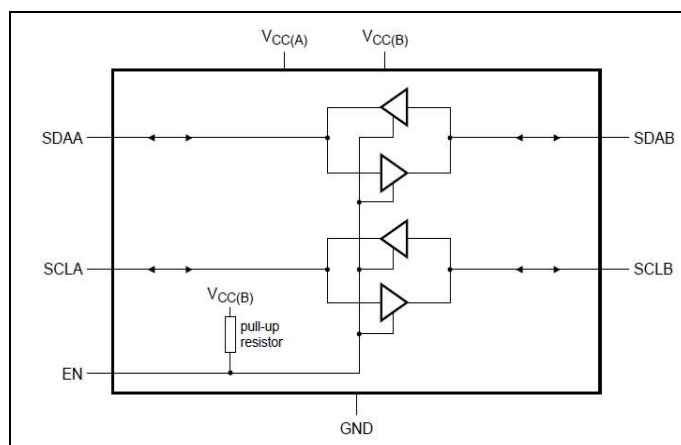 VCC(A) VCC(B)
SDAA SDAB
SCLA SCLB
VCC(B)
pull-up
resistor
EN
GND